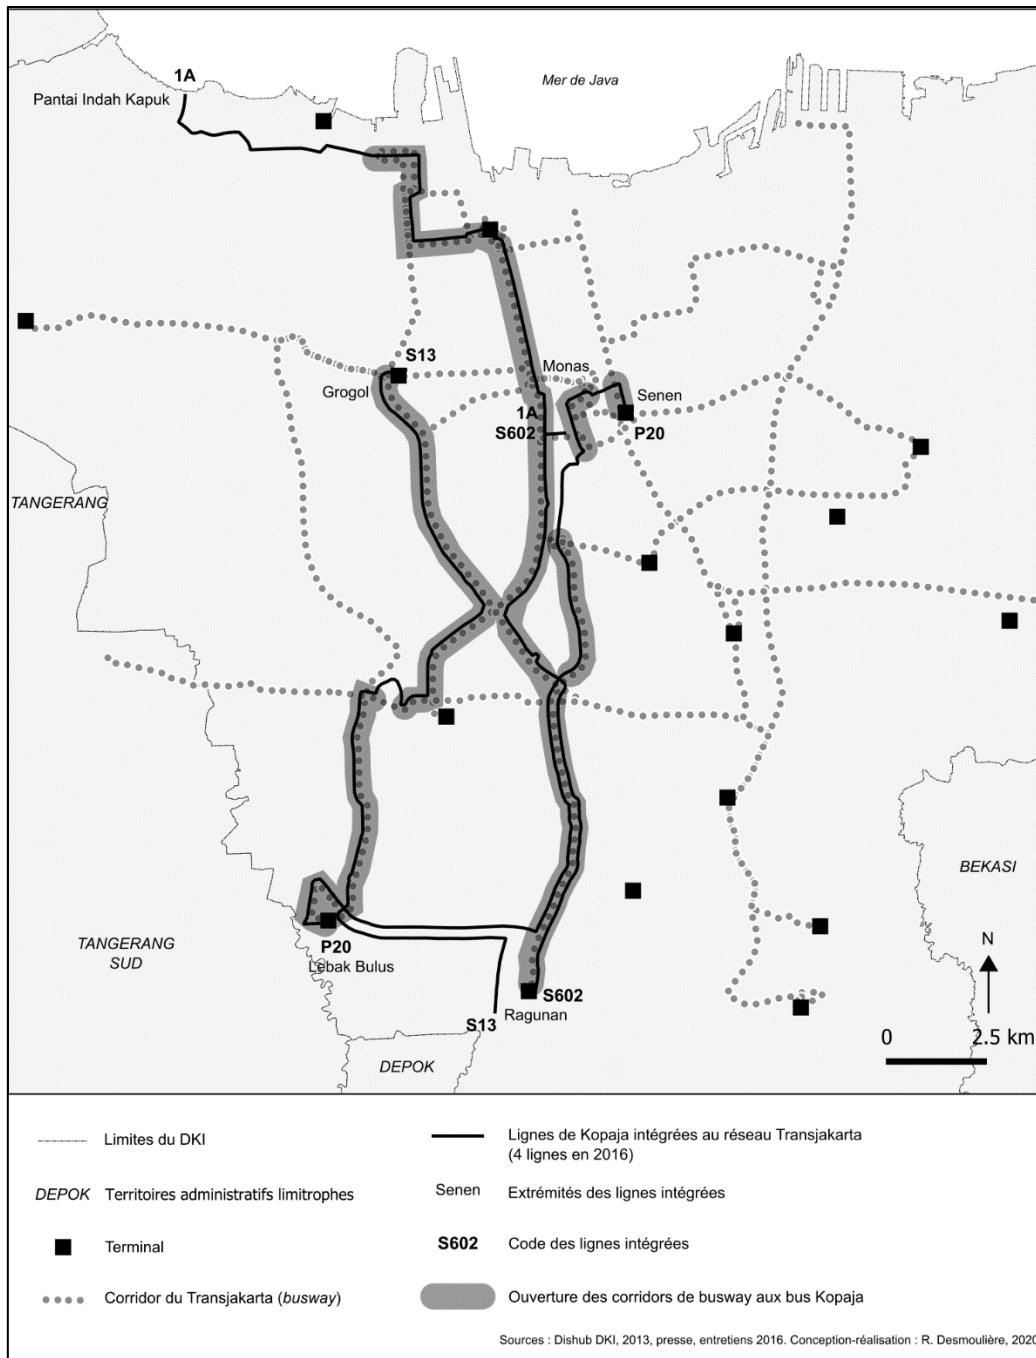 1A
Pantai Indah Kapuk
Mer de Java
S13
Grogol
Monas
Senen
1A
S602
P20
TANGERANG
BEKASI
TANGERANG
SUD
P20
Lebak Bulus
S602
S13
Ragunan
N
0
2.5 km
DEPOK
Limites du DKI
Lignes de Kopaja intégrées au réseau Transjakarta
(4 lignes en 2016)
DEPOK
Territoires administratifs limitrophes
Senen
Extrémités des lignes intégrées
Terminal
S602
Code des lignes intégrées
Corridor du Transjakarta (busway)
Ouverture des corridors de busway aux bus Kopaja
Sources : Dishub DKI, 2013, presse, entretiens 2016. Conception-réalisation : R. Desmoulière, 2020